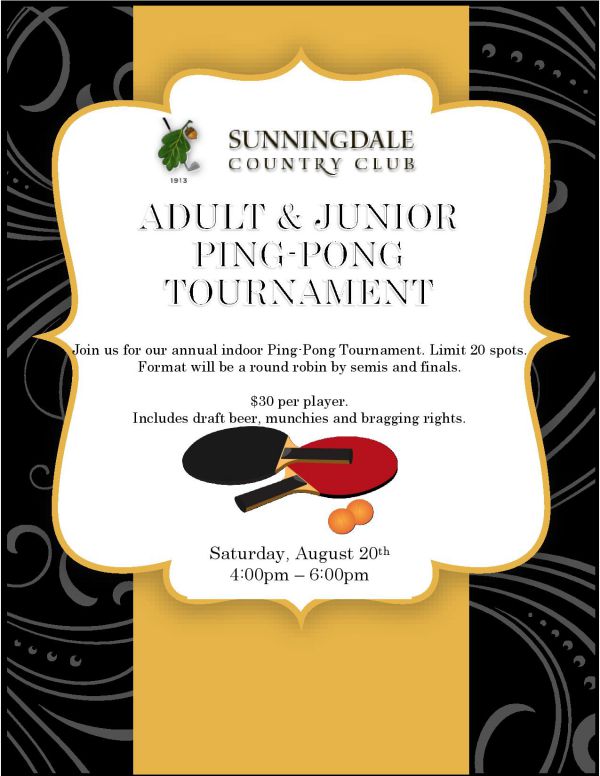 SUNNINGDALE
COUNTRY CLUB
1913
ADULT & JUNIOR
PING-PONG
TOURNAMENT
Join us for our annual indoor Ping-Pong Tournament. Limit 20 spots.
Format will be a round robin by semis and finals.
$30 per player.
Includes draft beer, munchies and bragging rights.
Saturday, August 20th
4:00pm – 6:00pm